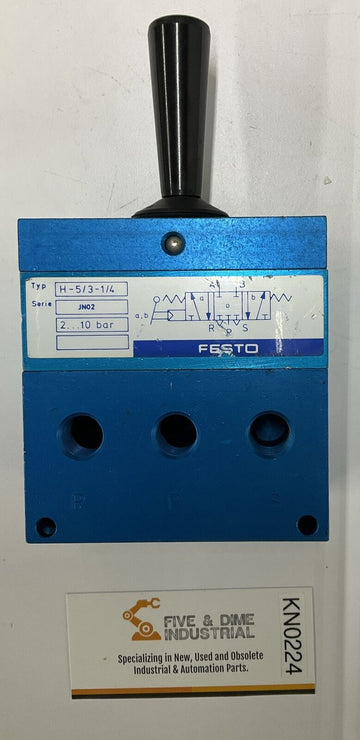 Typ H-5/3-1/4
Serie JN02
2...10 bar
A B
a 0 b
a,b
R S
P
FESTO
R P S
FIVE & DIME
INDUSTRIAL
Specializing in New, Used and Obsolete
Industrial & Automation Parts.
KN0224